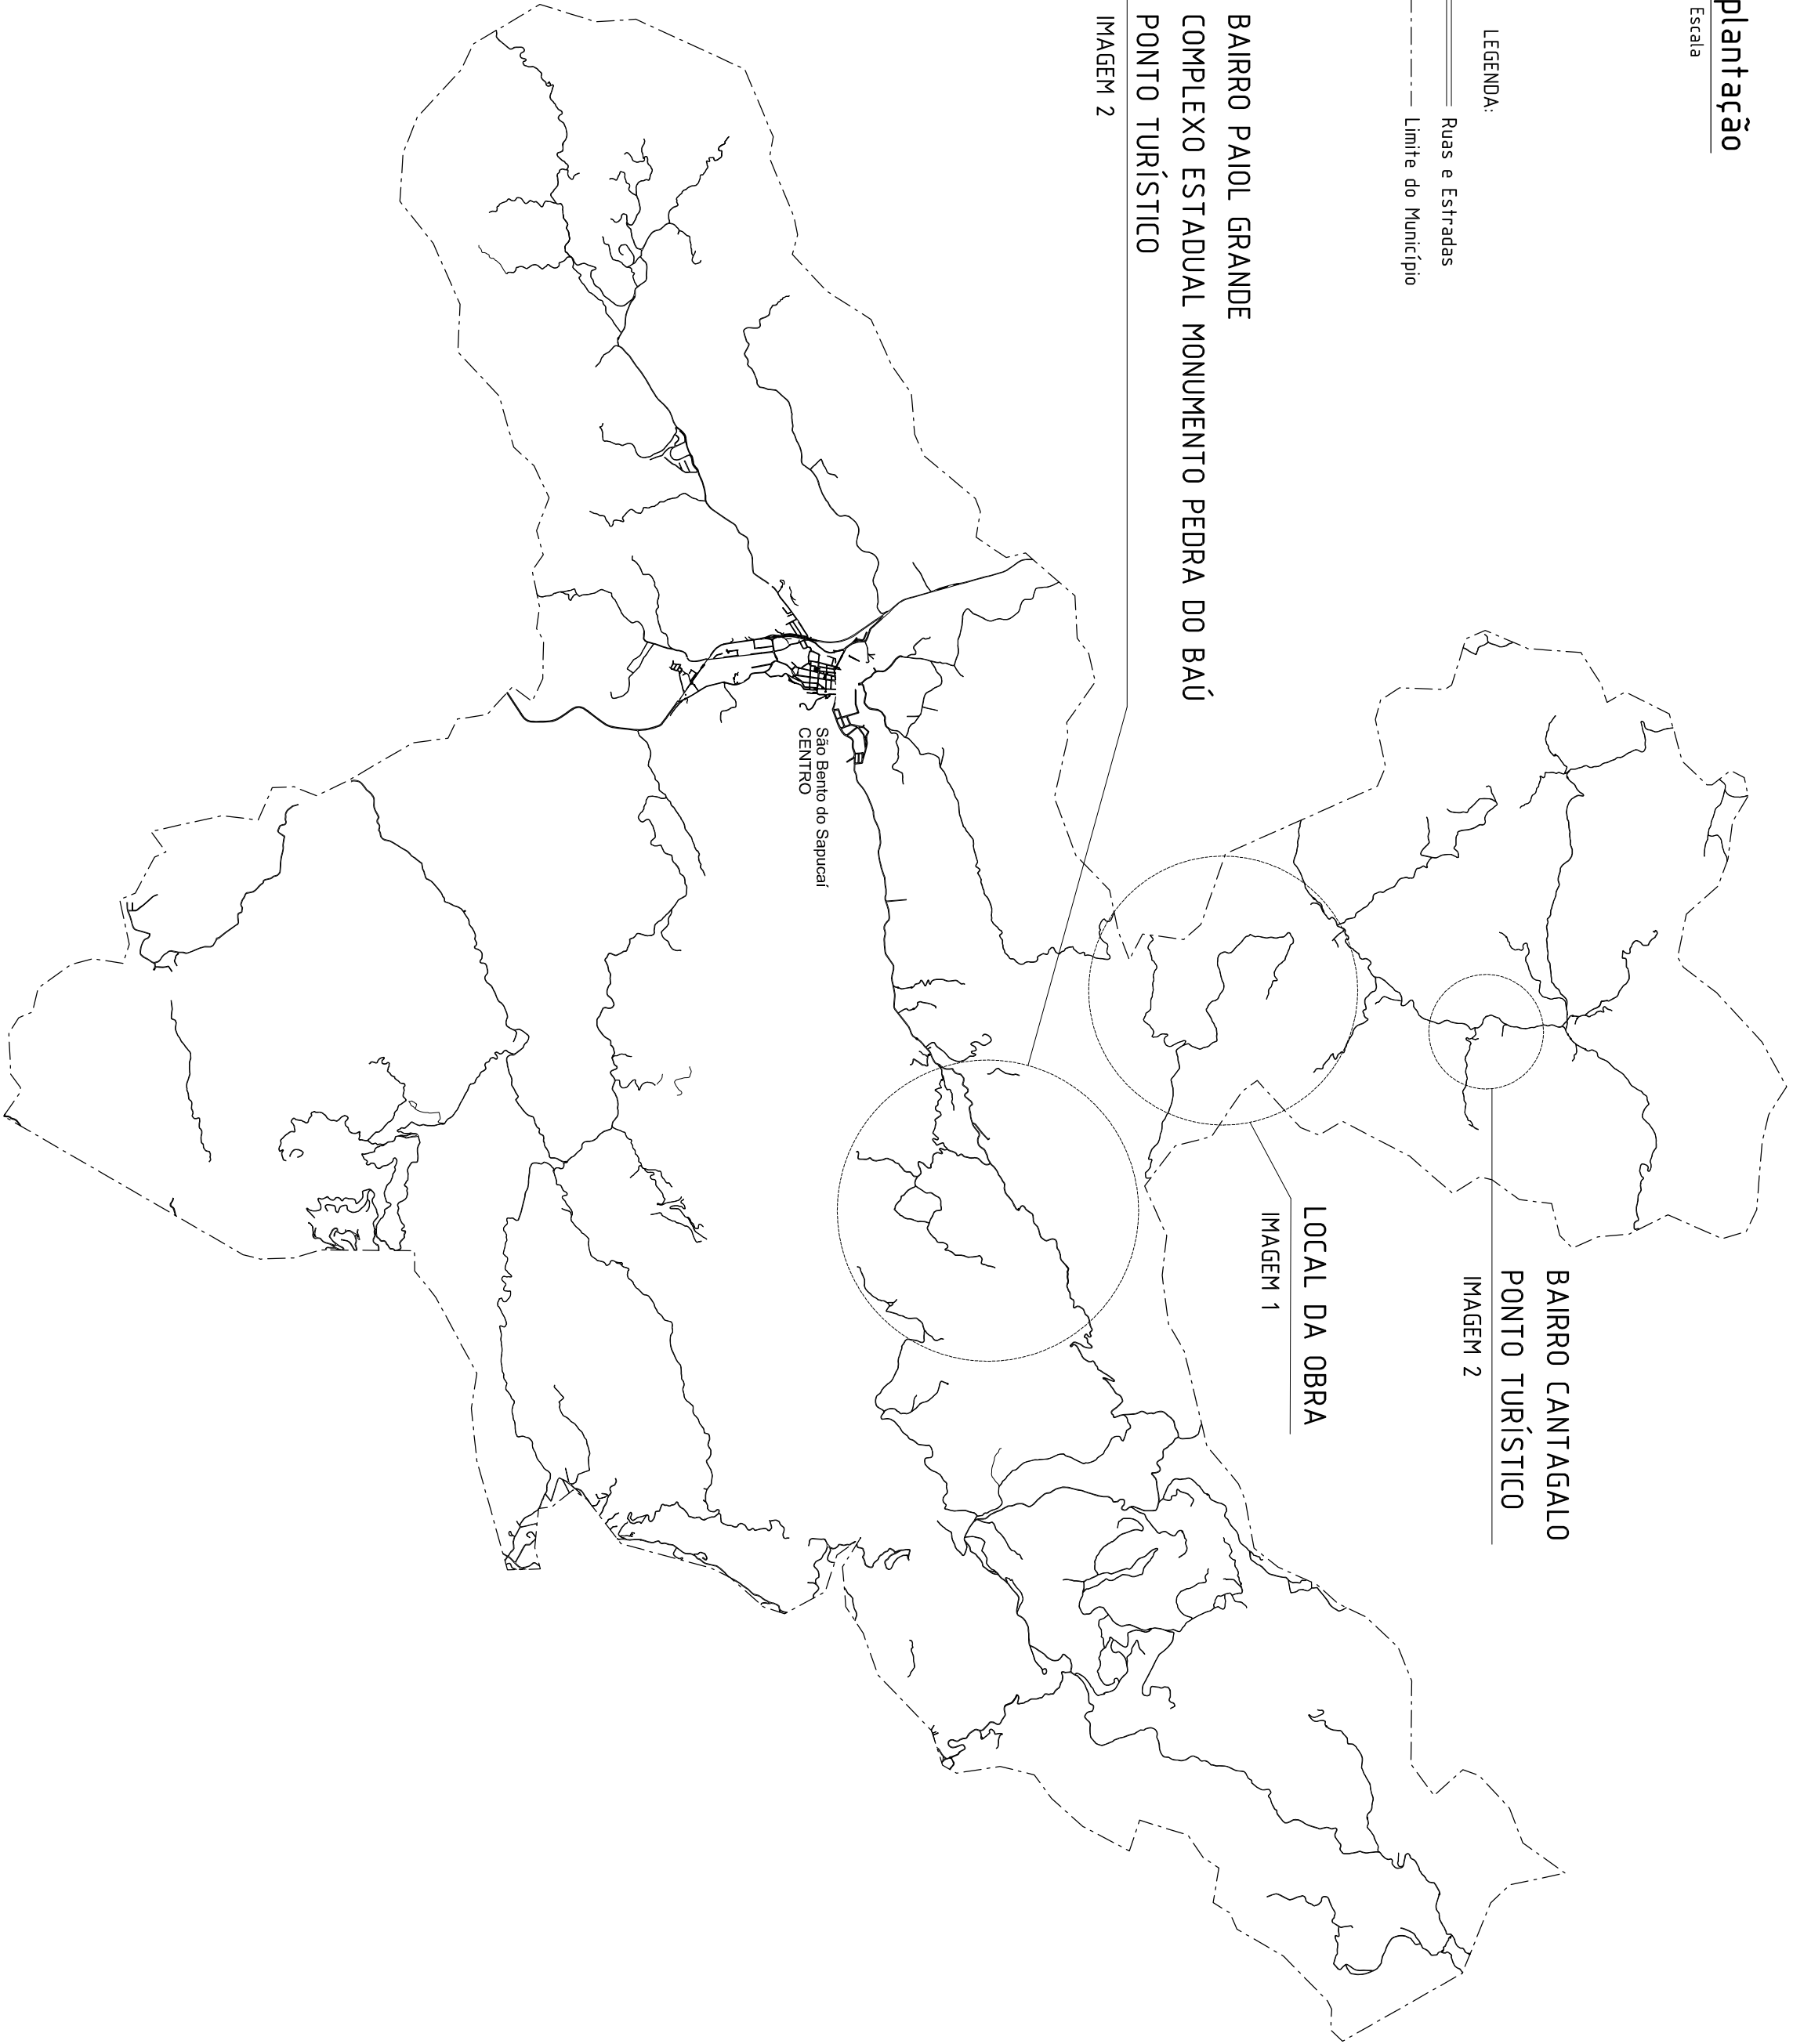 plantação
Escala
LEGENDA:
Ruas e Estradas
Limite do Município
BAIRRO PAIOL GRANDE
COMPLEXO ESTADUAL MONUMENTO PEDRA DO BAÚ
PONTO TURÍSTICO
IMAGEM 2
São Bento do Sapucaí
CENTRO
BAIRRO CANTAGALO
PONTO TURÍSTICO
IMAGEM 2
LOCAL DA OBRA
IMAGEM 1